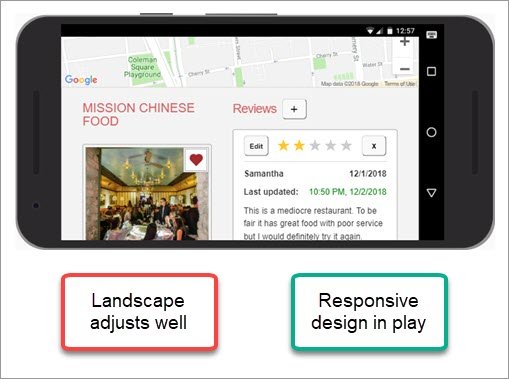 12:57
Coleman
Square
Playground
Cherry St
Cherry St
Water St
+
−
Google
Map data ©2018 Google
Terms of Use
MISSION CHINESE
FOOD
Reviews +
Edit
x
Samantha 12/1/2018
Last updated: 10:50 PM, 12/2/2018
This is a mediocre restaurant. To be
fair it has great food with poor service
but I would definitely try it again.
Landscape
adjusts well
Responsive
design in play